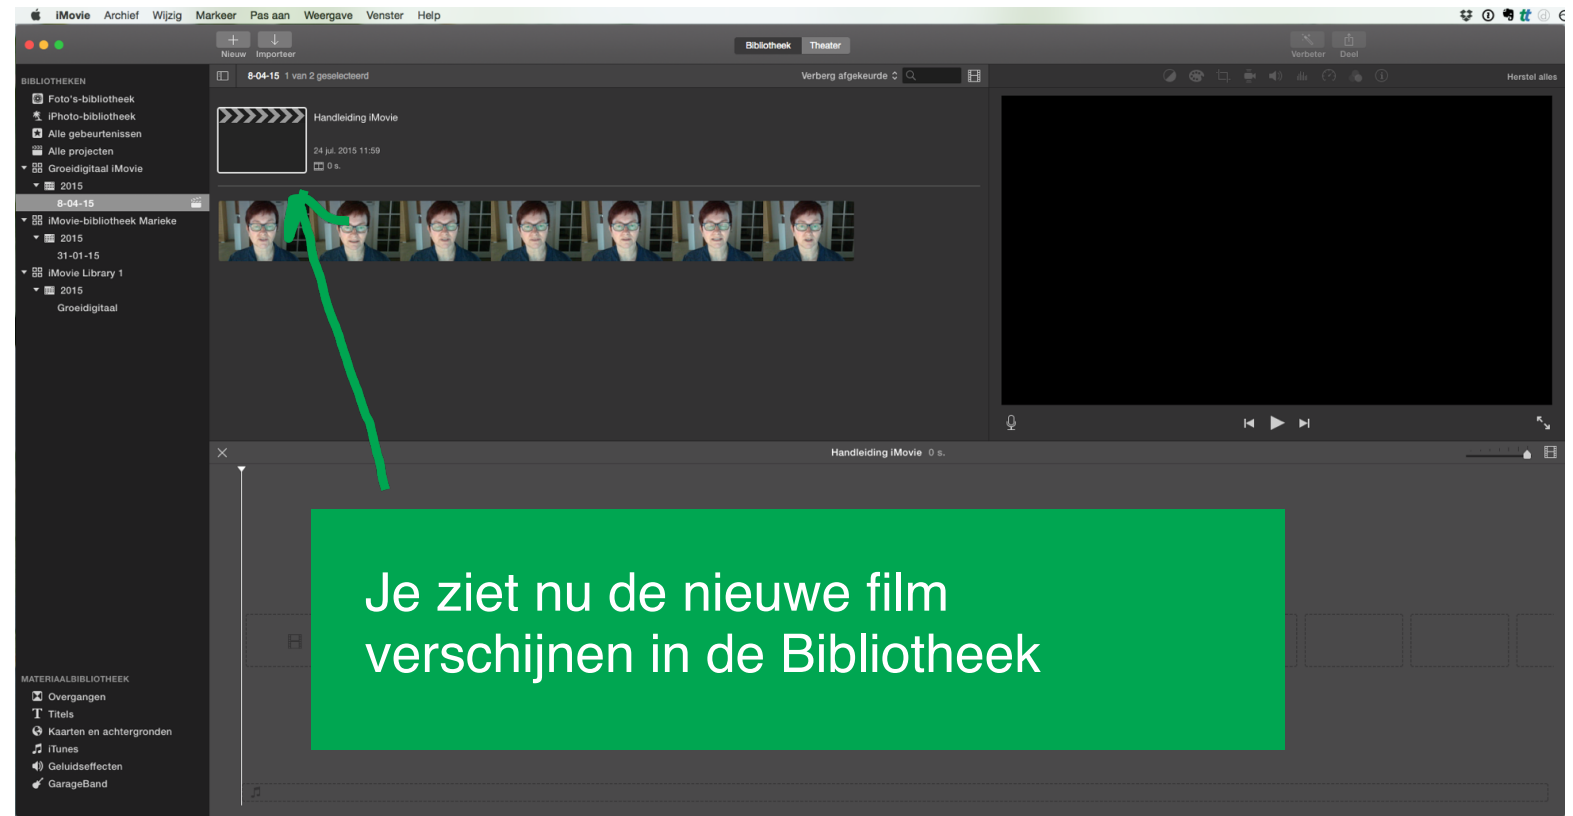 iMovie Archief Wijzig Markeer Pas aan Weergave Venster Help
Nieuw Importeer
Bibliotheek Theater
Verbeter Deel
BIBLIOTHEKEN
Foto's-bibliotheek
iPhoto-bibliotheek
Alle gebeurtenissen
Alle projecten
Groeidigitaal iMovie
2015
8-04-15
iMovie-bibliotheek Marieke
2015
31-01-15
iMovie Library 1
2015
Groeidigitaal
8-04-15 1 van 2 geselecteerd
Verberg afgekeurde
Herstel alles
Handleiding iMovie
24 jul. 2015 11:59
0 s.
Handleiding iMovie 0 s.
Je ziet nu de nieuwe film
verschijnen in de Bibliotheek
MATERIAALBIBLIOTHEEK
Overgangen
Titels
Kaarten en achtergronden
iTunes
Geluidseffecten
GarageBand